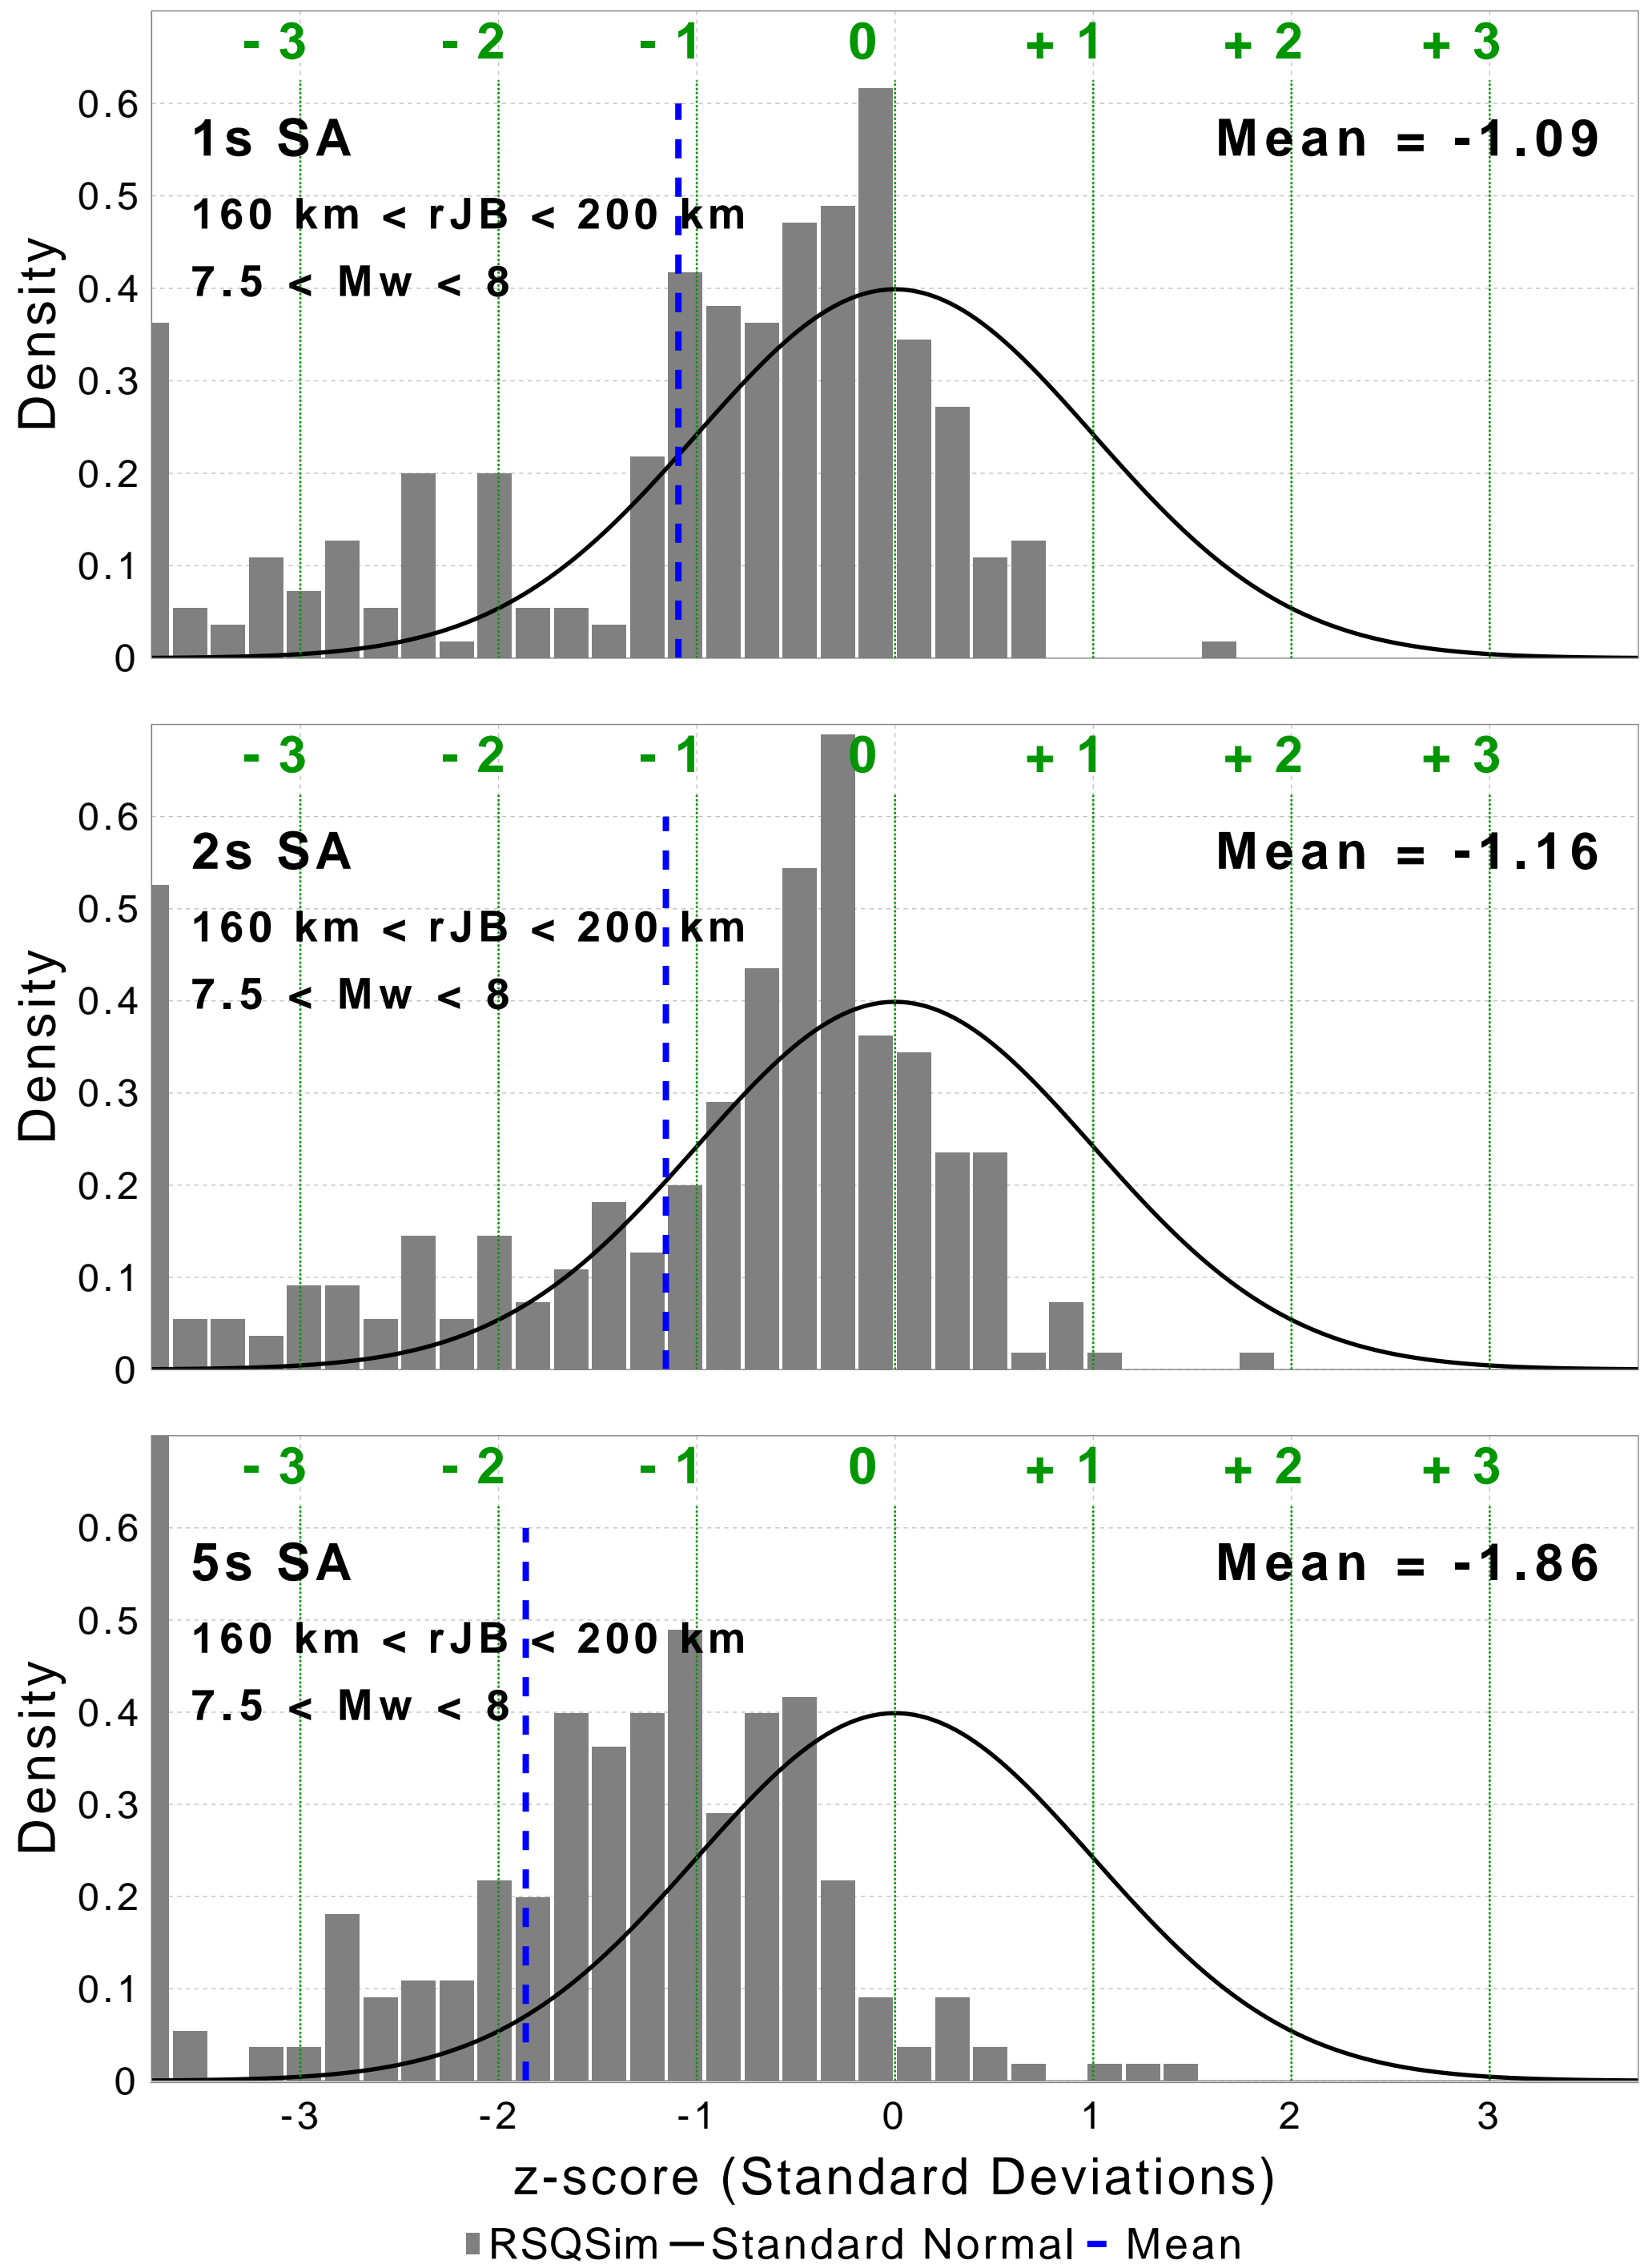 - 3 - 2 - 1 0 + 1 + 2 + 3
0.6
1s SA Mean = -1.09
0.5
160 km < rJB < 200 km
7.5 < Mw < 8
0.4
0.3
0.2
0.1
0
Density
- 3 - 2 - 1 0 + 1 + 2 + 3
0.6
2s SA Mean = -1.16
0.5
160 km < rJB < 200 km
7.5 < Mw < 8
0.4
0.3
0.2
0.1
0
Density
- 3 - 2 - 1 0 + 1 + 2 + 3
0.6
5s SA Mean = -1.86
0.5
160 km < rJB < 200 km
7.5 < Mw < 8
0.4
0.3
0.2
0.1
0
Density
-3 -2 -1 0 1 2 3
z-score (Standard Deviations)
RSQSim Standard Normal Mean